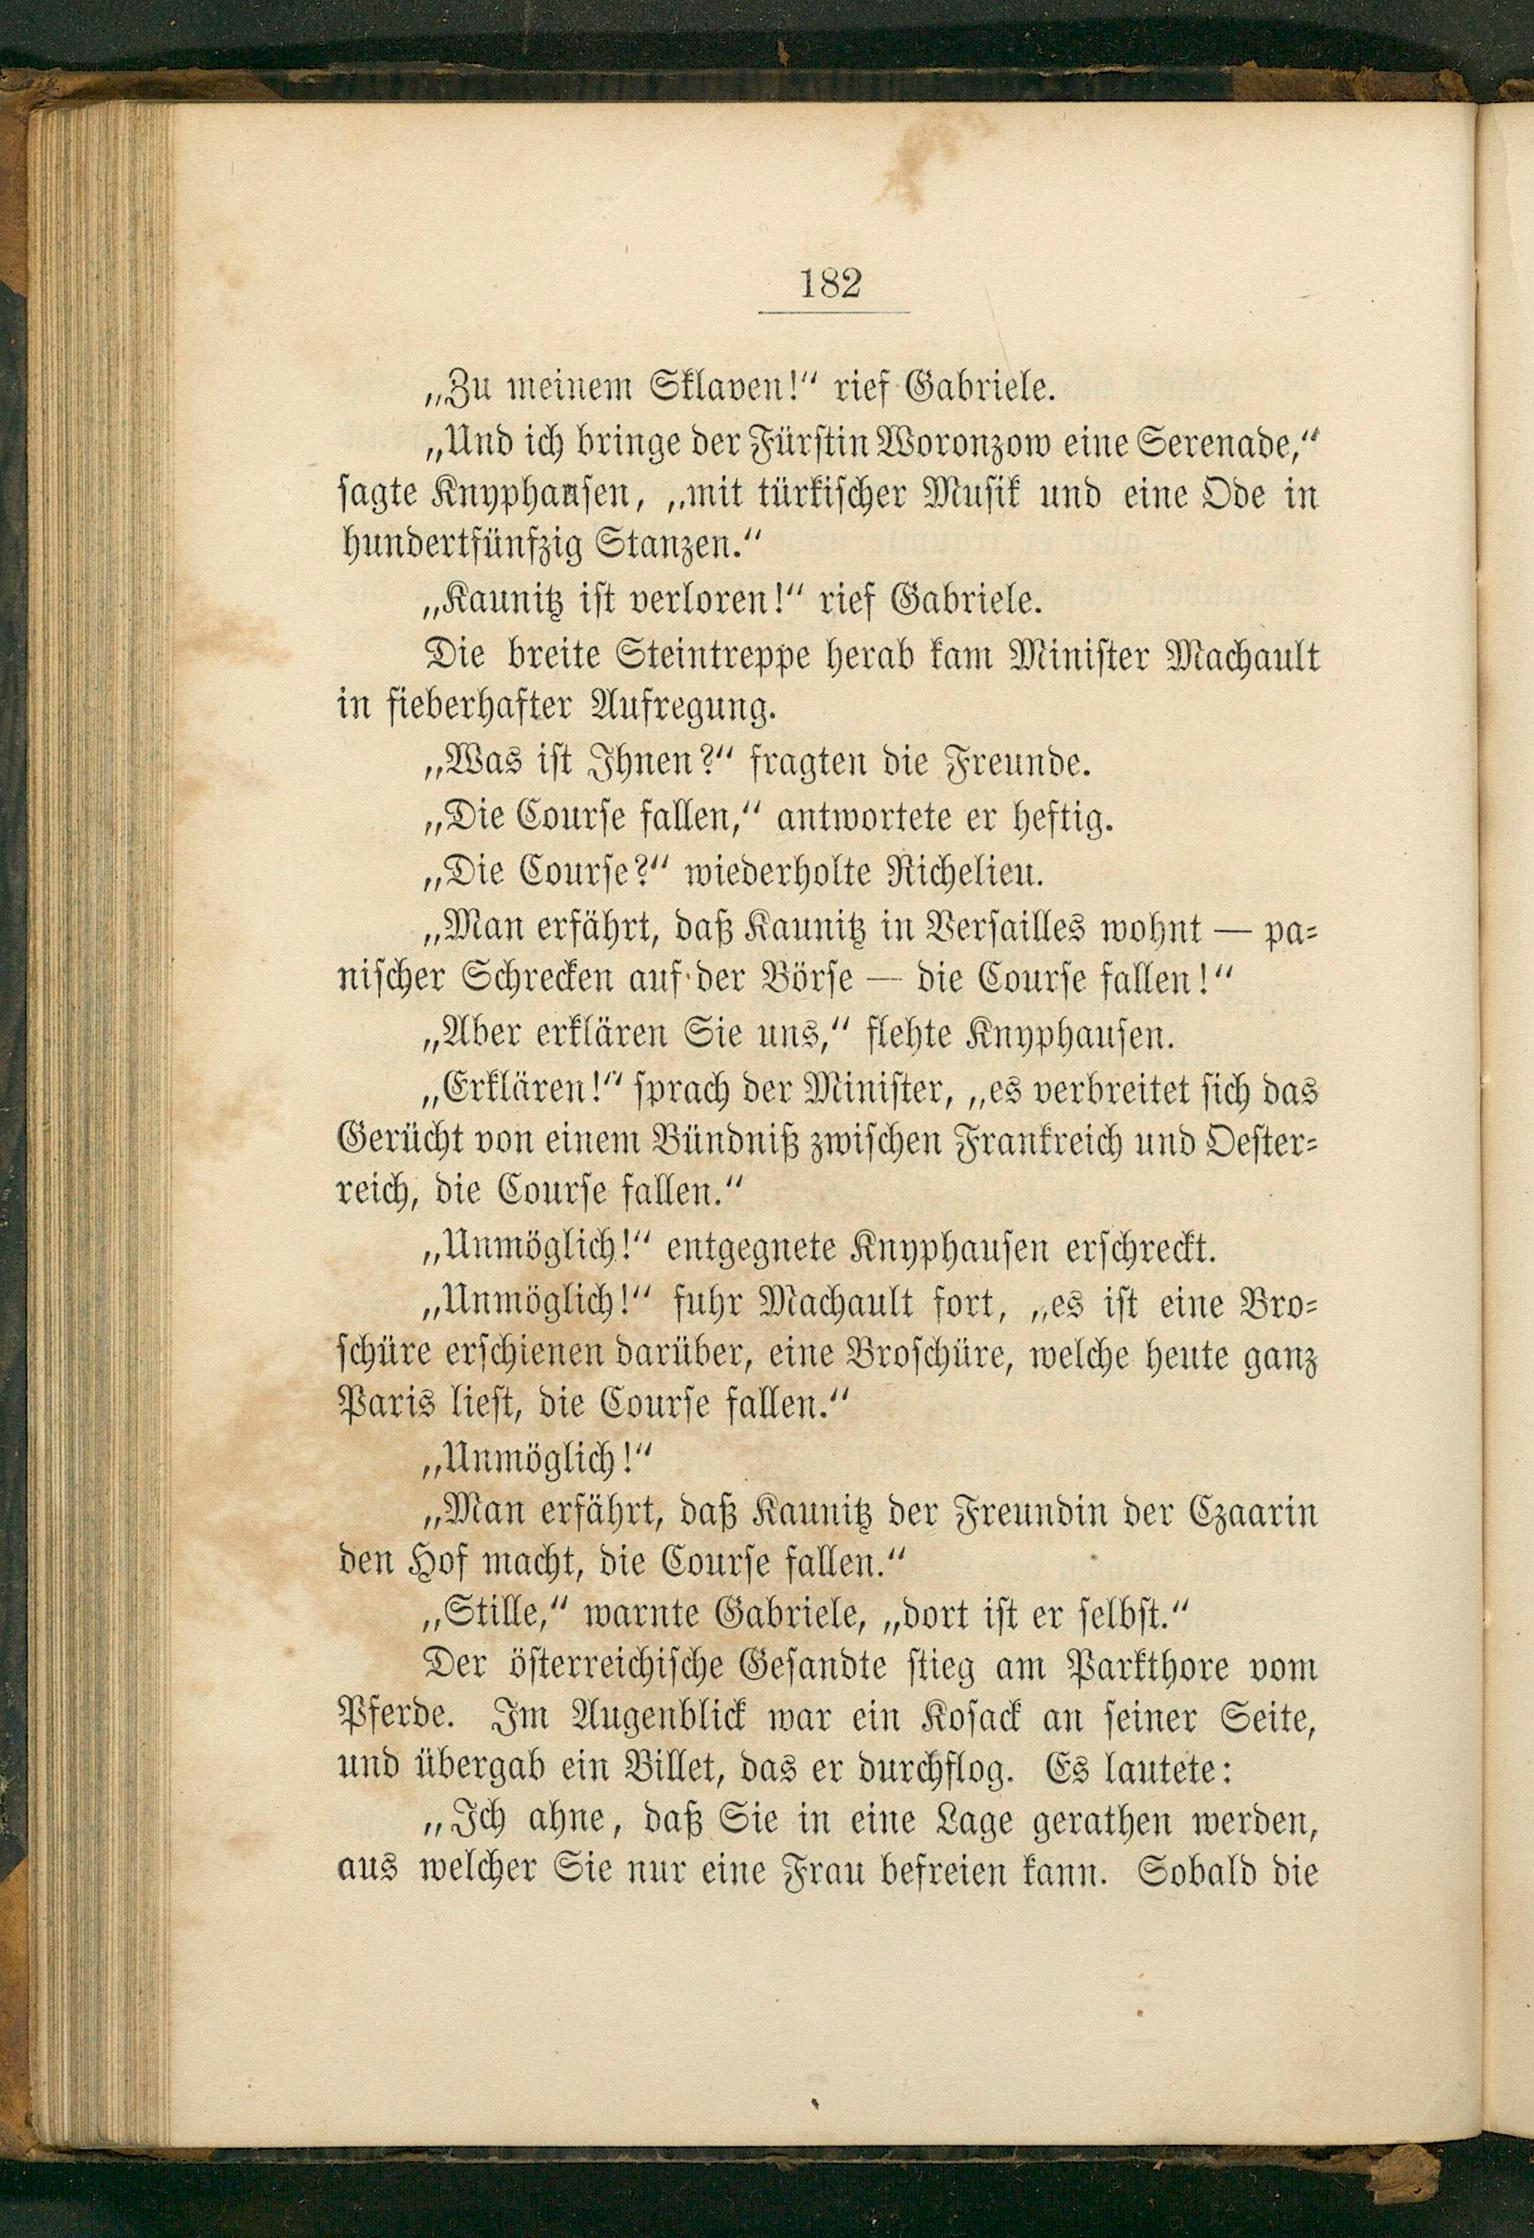 182
„Zu meinem Sklaven!“ rief Gabriele.
„Und ich bringe der Fürstin Woronzow eine Serenade,“
sagte Knyphausen, „mit türkischer Musik und eine Ode in
hundertfünfzig Stanzen.“
„Kaunitz ist verloren!“ rief Gabriele.
Die breite Steintreppe herab kam Minister Machault
in fieberhafter Aufregung.
„Was ist Ihnen?“ fragten die Freunde.
„Die Course fallen,“ antwortete er heftig.
„Die Course?“ wiederholte Richelieu.
„Man erfährt, daß Kaunitz in Versailles wohnt — pa-
nischer Schrecken auf der Börse — die Course fallen!“
„Aber erklären Sie uns,“ flehte Knyphausen.
„Erklären!“ sprach der Minister, „es verbreitet sich das
Gerücht von einem Bündniß zwischen Frankreich und Oester-
reich, die Course fallen.“
„Unmöglich!“ entgegnete Knyphausen erschreckt.
„Unmöglich!“ fuhr Machault fort, „es ist eine Bro-
schüre erschienen darüber, eine Broschüre, welche heute ganz
Paris liest, die Course fallen.“
„Unmöglich!“
„Man erfährt, daß Kaunitz der Freundin der Czaarin
den Hof macht, die Course fallen.“
„Stille,“ warnte Gabriele, „dort ist er selbst.“
Der österreichische Gesandte stieg am Parkthore vom
Pferde. Im Augenblick war ein Kosack an seiner Seite,
und übergab ein Billet, das er durchflog. Es lautete:
„Ich ahne, daß Sie in eine Lage gerathen werden,
aus welcher Sie nur eine Frau befreien kann. Sobald die